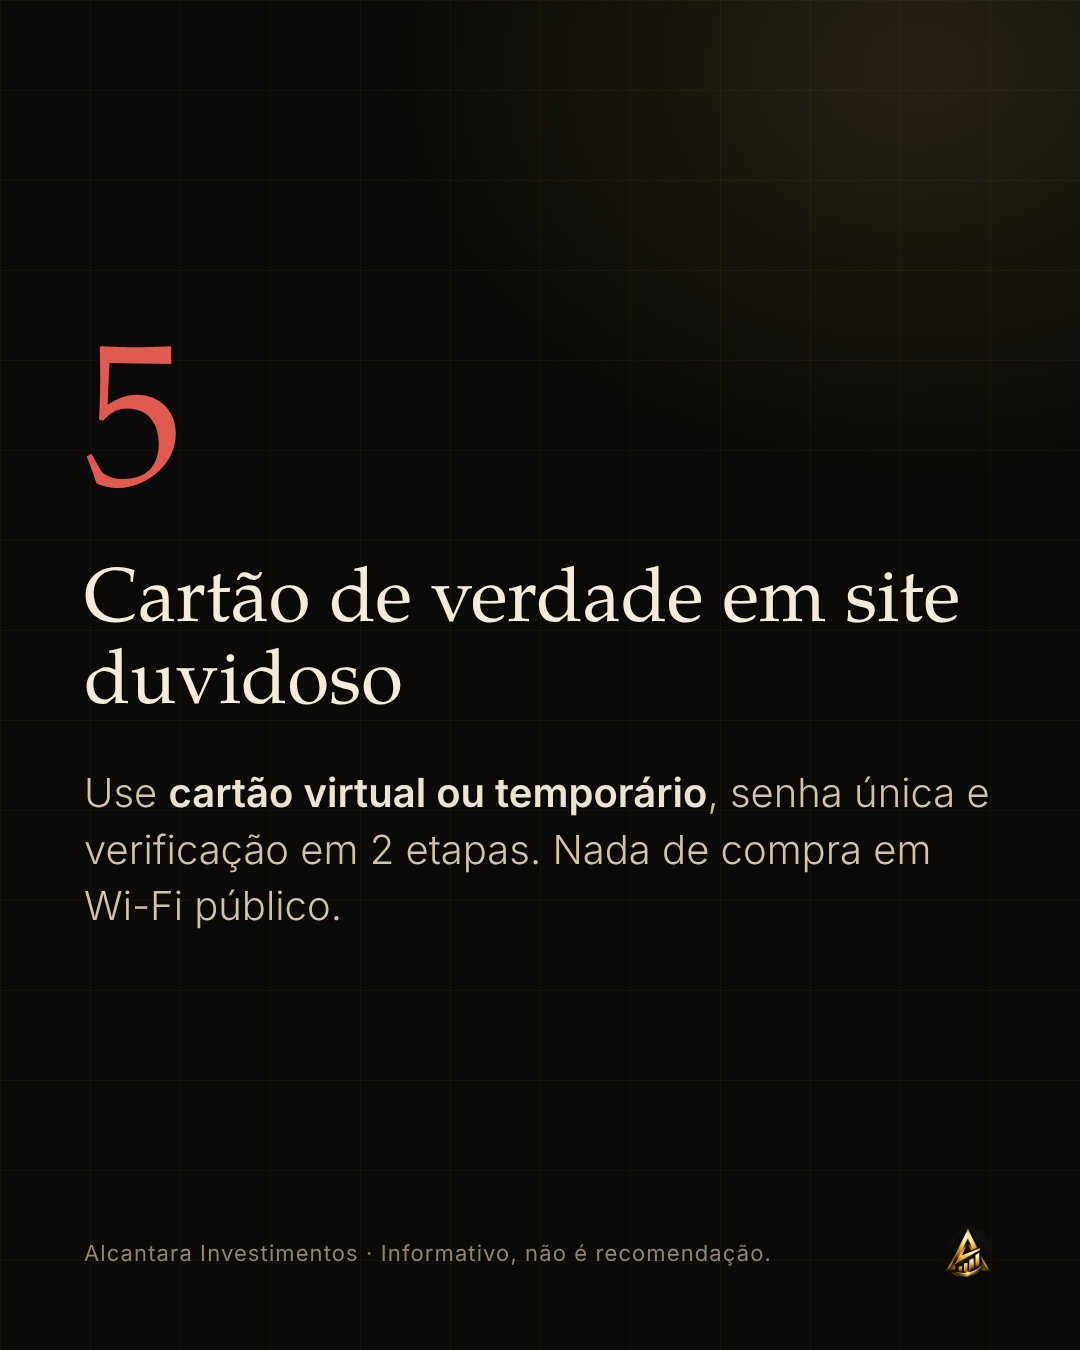 5
Cartão de verdade em site
duvidoso
Use cartão virtual ou temporário, senha única e
verificação em 2 etapas. Nada de compra em
Wi-Fi público.
Alcantara Investimentos · Informativo, não é recomendação.